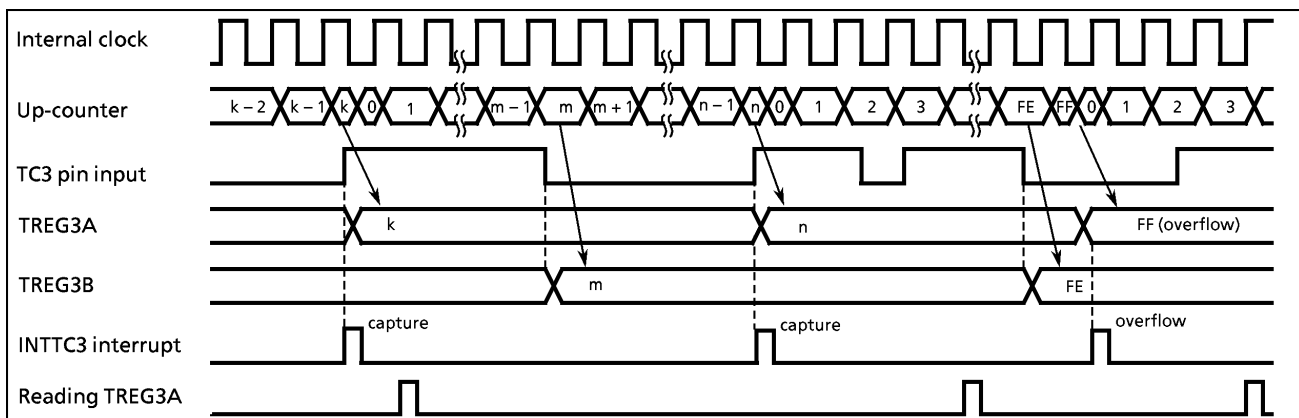 Internal clock
Up-counter k – 2 k – 1 k 0 1 m – 1 m m + 1 n – 1 n 0 1 2 3 FE FF 0 1 2 3
TC3 pin input
TREG3A k n FF (overflow)
TREG3B m FE
capture capture overflow
INTTC3 interrupt
Reading TREG3A